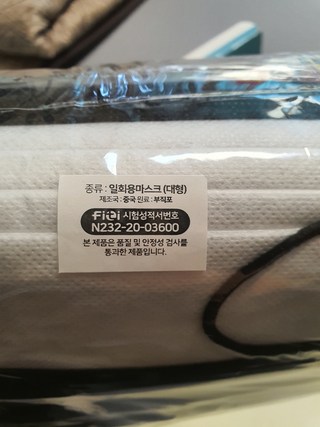 종류 : 일회용마스크 (대형)
제조국 : 중국 원료 : 부직포
FiTi 시험성적서번호
N232-20-03600
본 제품은 품질 및 안정성 검사를
통과한 제품입니다.